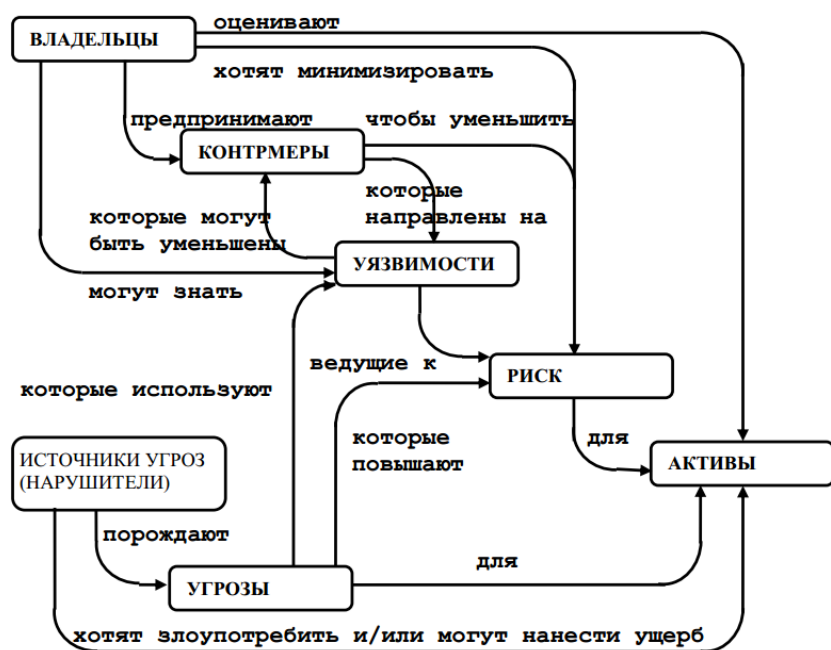 оценивают
ВЛАДЕЛЬЦЫ
хотят минимизировать
предпринимают
чтобы уменьшить
КОНТРМЕРЫ
которые
направлены на
которые могут
быть уменьшены
УЯЗВИМОСТИ
могут знать
ведущие к
РИСК
которые используют
которые
повышают
для
ИСТОЧНИКИ УГРОЗ
(НАРУШИТЕЛИ)
АКТИВЫ
порождают
для
УГРОЗЫ
хотят злоупотребить и/или могут нанести ущерб